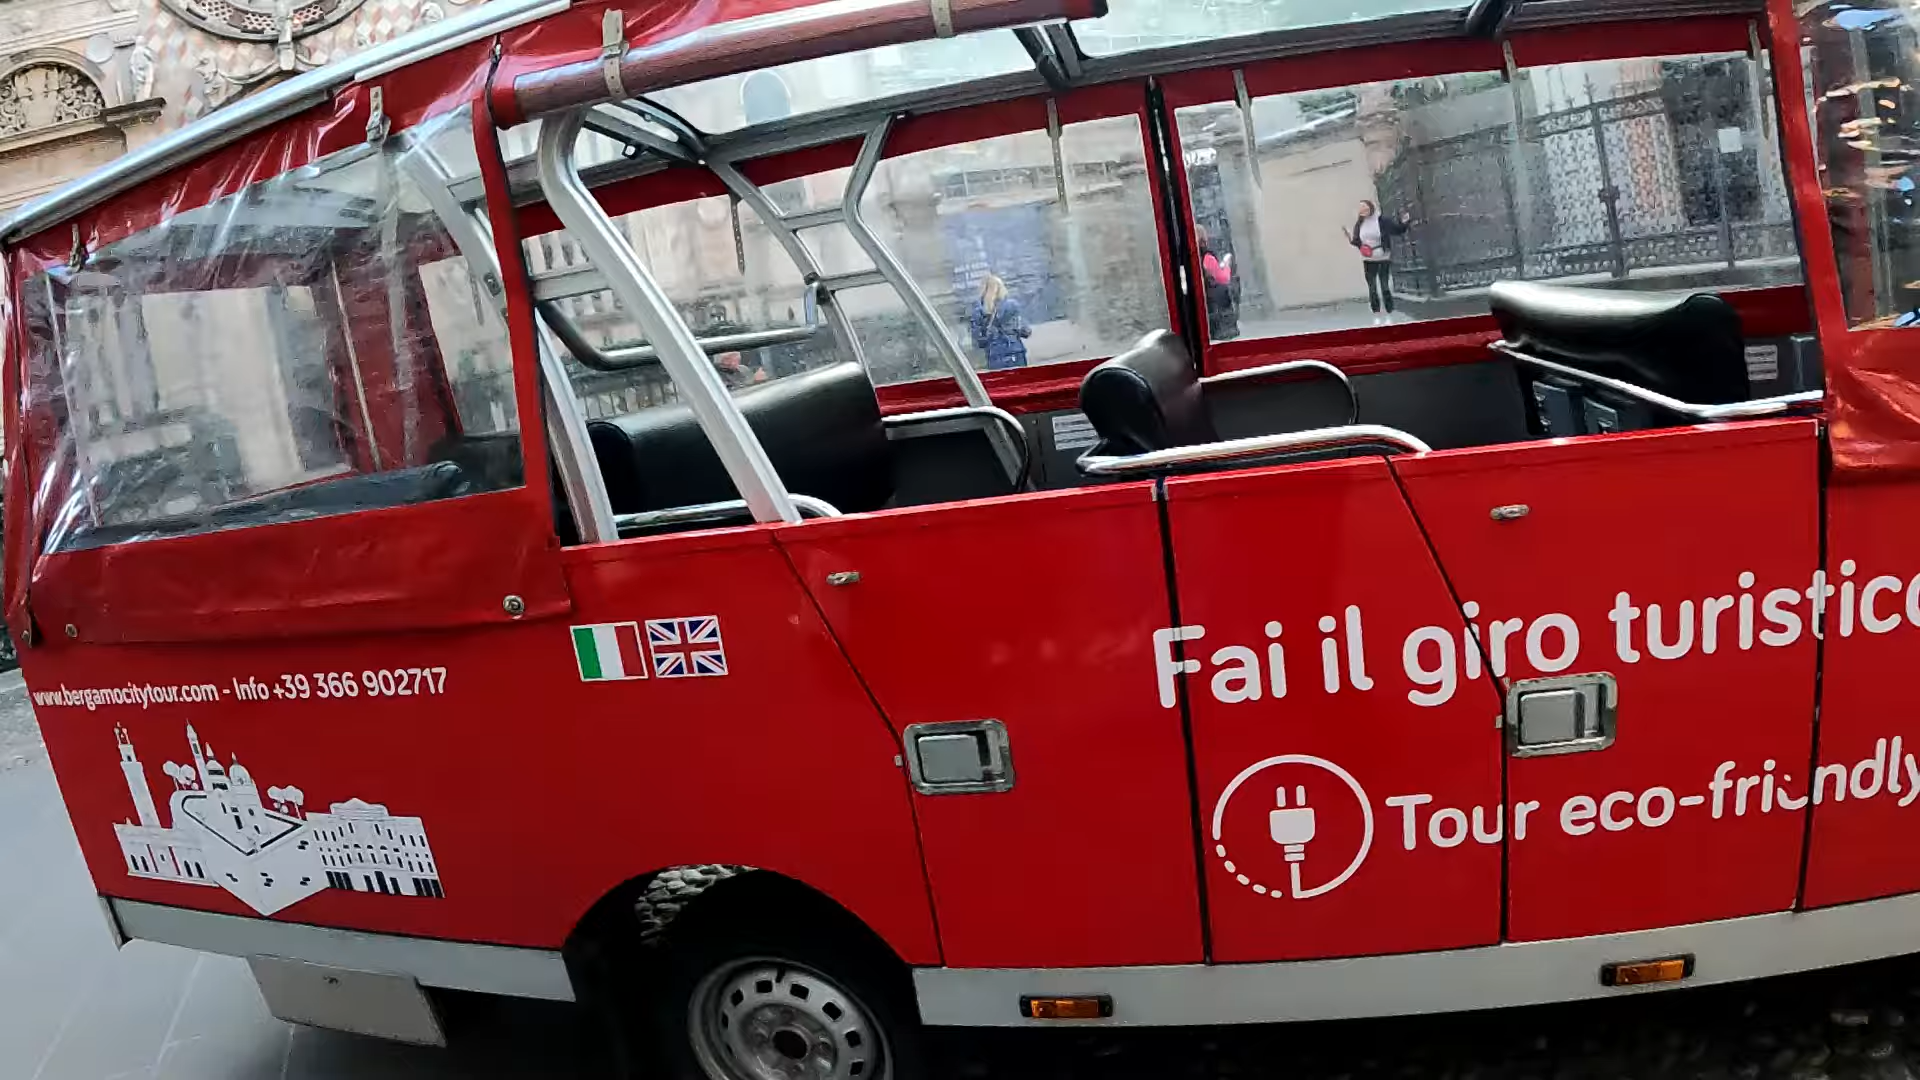 www.bergamocitytour.com - Info +39 366 902717
Fai il giro turistico
Tour eco-friendly